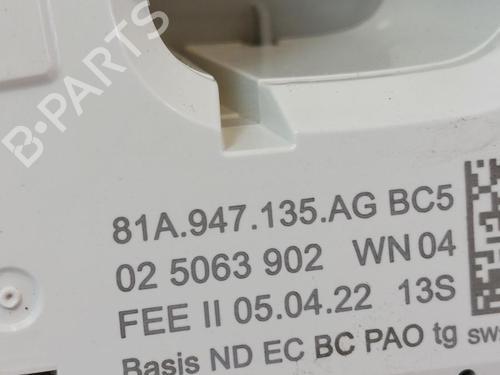 B-PARTS
81A.947.135.AG BC5
02 5063 902 WN 04
FEE II 05.04.22 13S
Basis ND EC BC PAO tg sw